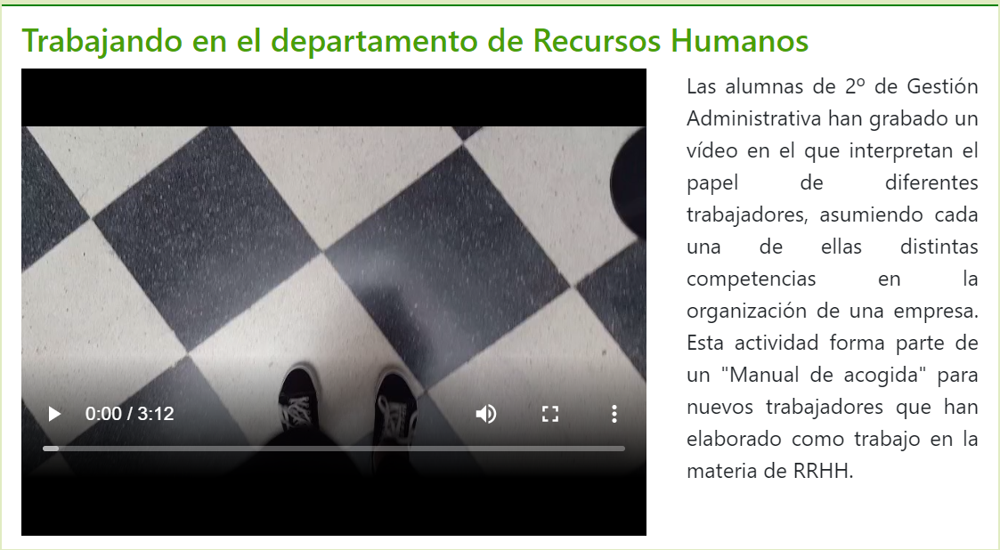 Trabajando en el departamento de Recursos Humanos
Las alumnas de 2º de Gestión
Administrativa han grabado un
vídeo en el que interpretan el
papel de diferentes
trabajadores, asumiendo cada
una de ellas distintas
competencias en la
organización de una empresa.
Esta actividad forma parte de
un "Manual de acogida" para
nuevos trabajadores que han
elaborado como trabajo en la
materia de RRHH.
0:00 / 3:12